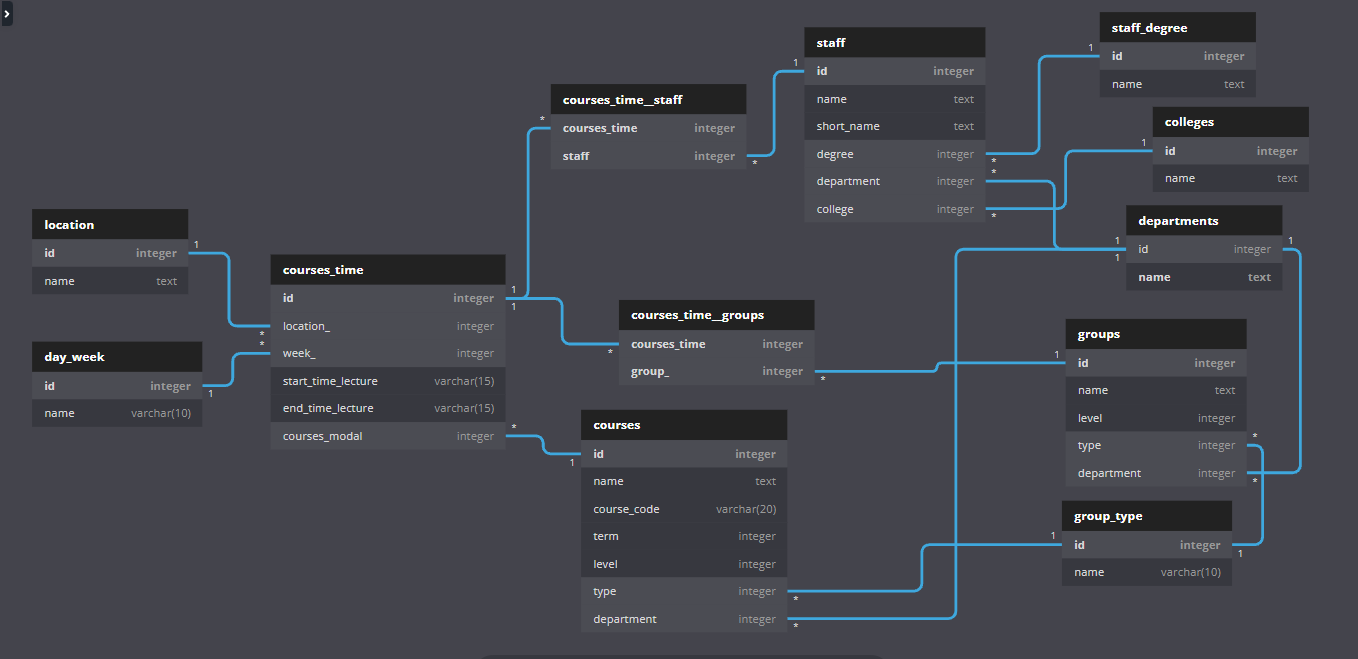 staff_degree
id integer
name text
staff
id integer
name text
short_name text
degree integer
department integer
college integer
colleges
id integer
name text
courses_time__staff
courses_time integer
staff integer
departments
id integer
name text
location
id integer
name text
courses_time
id integer
location_ integer
week_ integer
start_time_lecture varchar(15)
end_time_lecture varchar(15)
courses_modal integer
courses_time__groups
courses_time integer
group_ integer
groups
id integer
name text
level integer
type integer
department integer
day_week
id integer
name varchar(10)
courses
id integer
name text
course_code varchar(20)
term integer
level integer
type integer
department integer
group_type
id integer
name varchar(10)
1
1
1
1
1
1
1
1
1
1
1
1
1
*
*
*
*
*
*
*
*
*
*
*
*
*